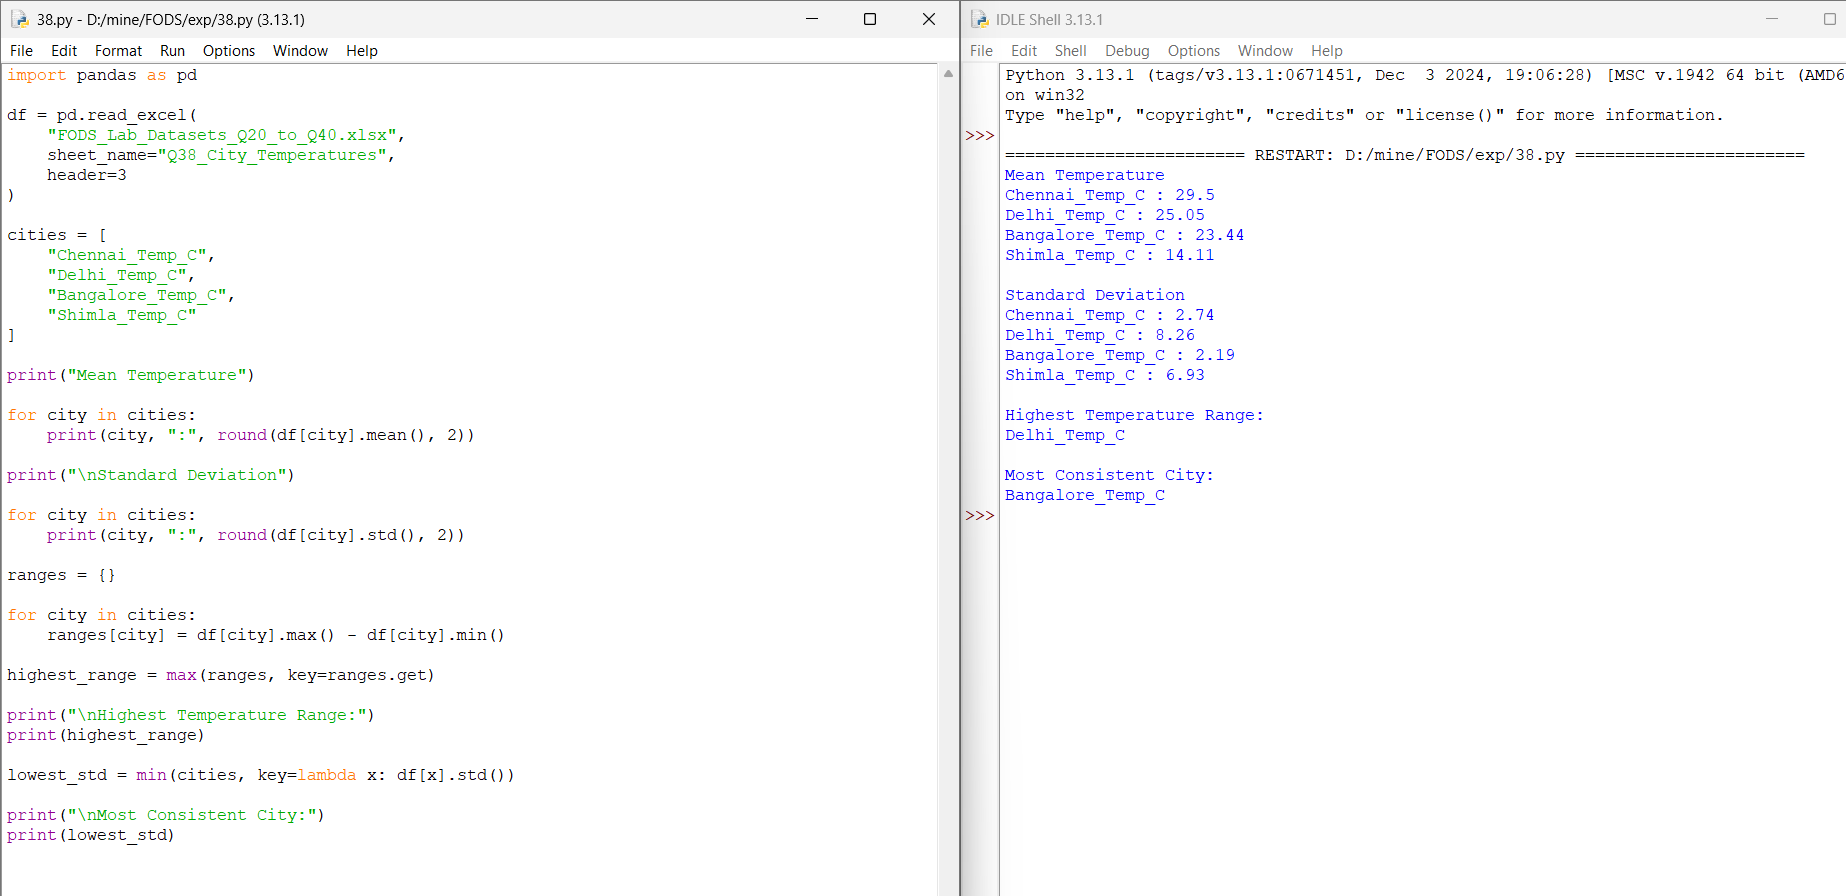 38.py - D:/mine/FODS/exp/38.py (3.13.1)
File Edit Format Run Options Window Help
import pandas as pd

df = pd.read_excel(
    "FODS_Lab_Datasets_Q20_to_Q40.xlsx",
    sheet_name="Q38_City_Temperatures",
    header=3
)

cities = [
    "Chennai_Temp_C",
    "Delhi_Temp_C",
    "Bangalore_Temp_C",
    "Shimla_Temp_C"
]

print("Mean Temperature")

for city in cities:
    print(city, ":", round(df[city].mean(), 2))

print("\nStandard Deviation")

for city in cities:
    print(city, ":", round(df[city].std(), 2))

ranges = {}

for city in cities:
    ranges[city] = df[city].max() - df[city].min()

highest_range = max(ranges, key=ranges.get)

print("\nHighest Temperature Range:")
print(highest_range)

lowest_std = min(cities, key=lambda x: df[x].std())

print("\nMost Consistent City:")
print(lowest_std)

IDLE Shell 3.13.1
File Edit Shell Debug Options Window Help
Python 3.13.1 (tags/v3.13.1:0671451, Dec  3 2024, 19:06:28) [MSC v.1942 64 bit (AMD6
on win32
Type "help", "copyright", "credits" or "license()" for more information.
>>>
======================== RESTART: D:/mine/FODS/exp/38.py =======================
Mean Temperature
Chennai_Temp_C : 29.5
Delhi_Temp_C : 25.05
Bangalore_Temp_C : 23.44
Shimla_Temp_C : 14.11

Standard Deviation
Chennai_Temp_C : 2.74
Delhi_Temp_C : 8.26
Bangalore_Temp_C : 2.19
Shimla_Temp_C : 6.93

Highest Temperature Range:
Delhi_Temp_C

Most Consistent City:
Bangalore_Temp_C
>>>